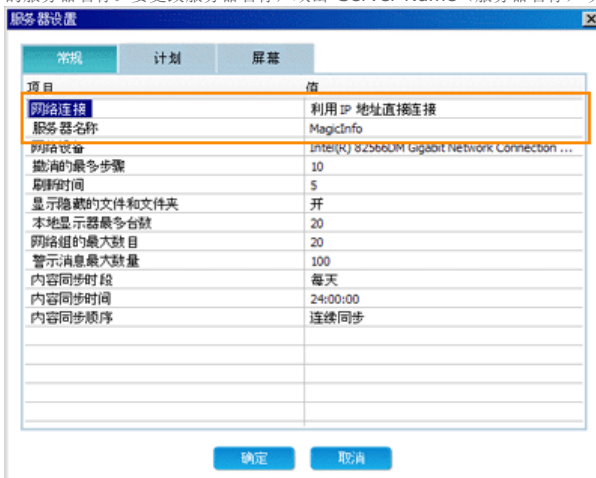 服务器设置
常规 计划 屏幕
项目 值
网络连接 利用 IP 地址直接连接
服务器名称 MagicInfo
网络设备 Intel(R) 82566DM Gigabit Network Connection ...
撤消的最多步骤 10
刷新时间 5
显示隐藏的文件和文件夹 开
本地显示器最多台数 20
网络组的最大数目 20
警示消息最大数量 100
内容同步时段 每天
内容同步时间 24:00:00
内容同步顺序 连续同步
确定 取消